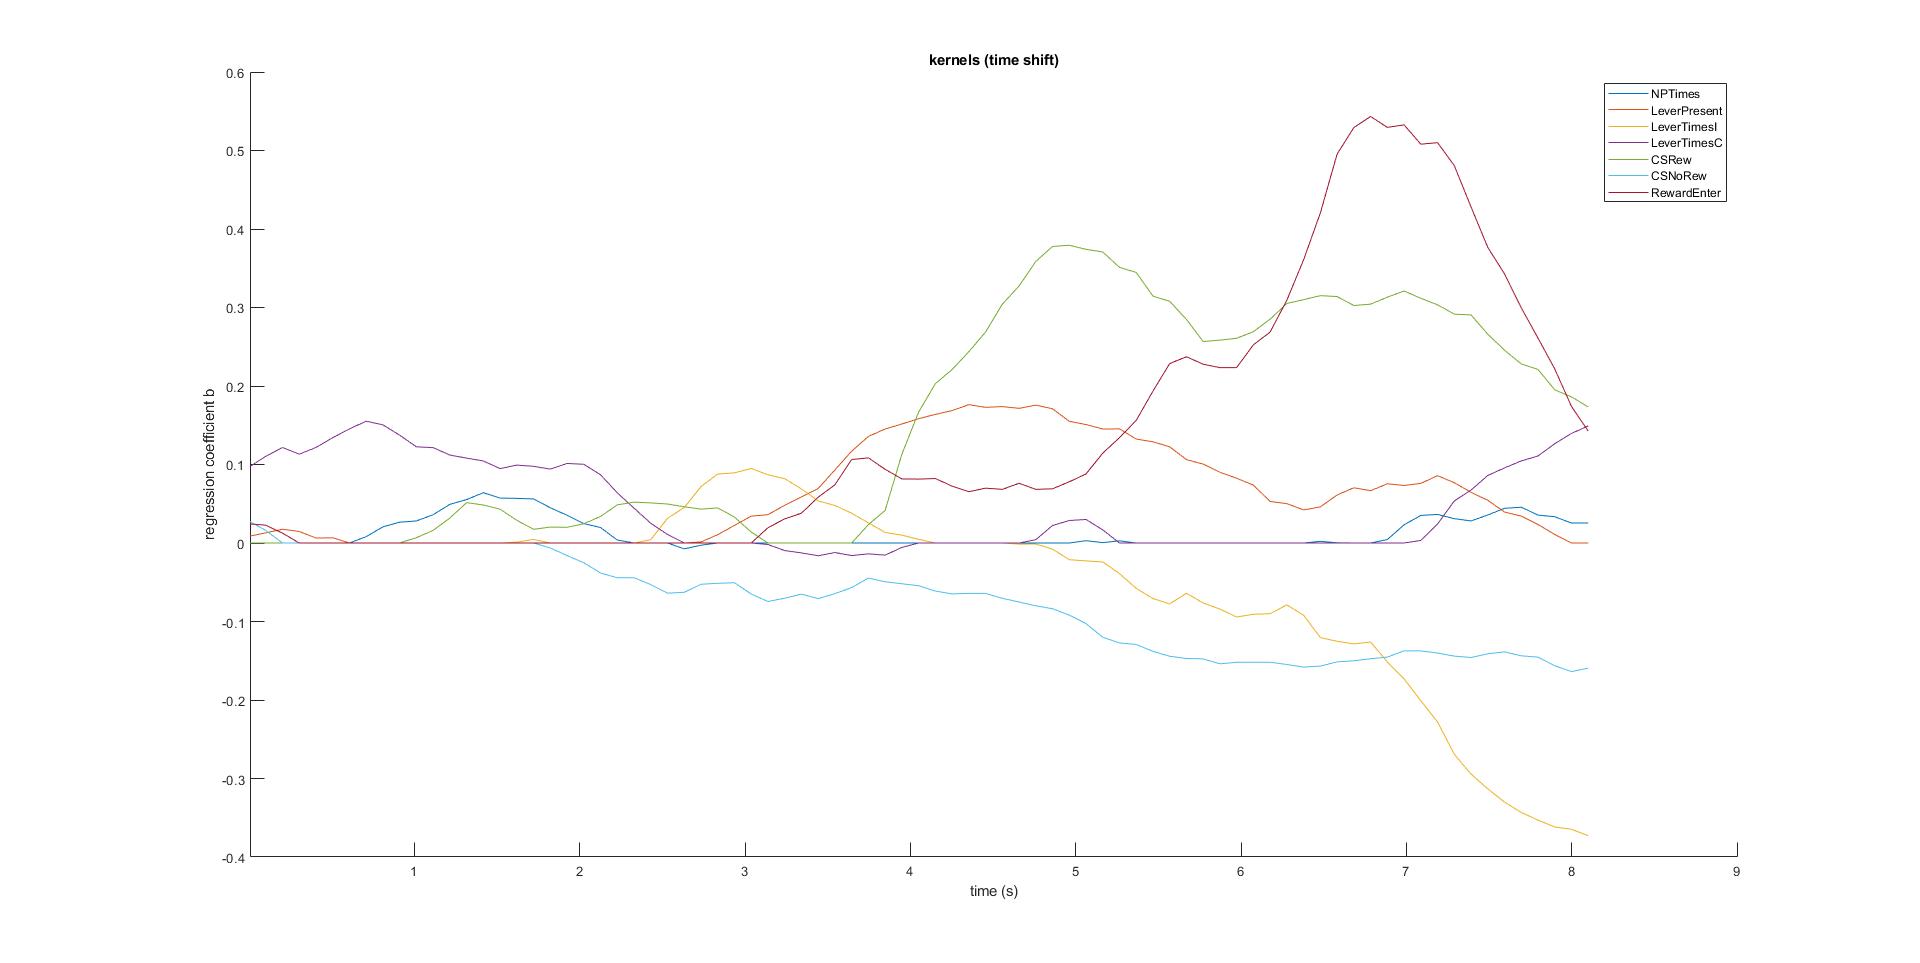 kernels (time shift)
0.6
0.5
0.4
0.3
0.2
0.1
0
-0.1
-0.2
-0.3
-0.4
regression coefficient b
1 2 3 4 5 6 7 8 9
time (s)
NPTimes
LeverPresent
LeverTimesI
LeverTimesC
CSRew
CSNoRew
RewardEnter